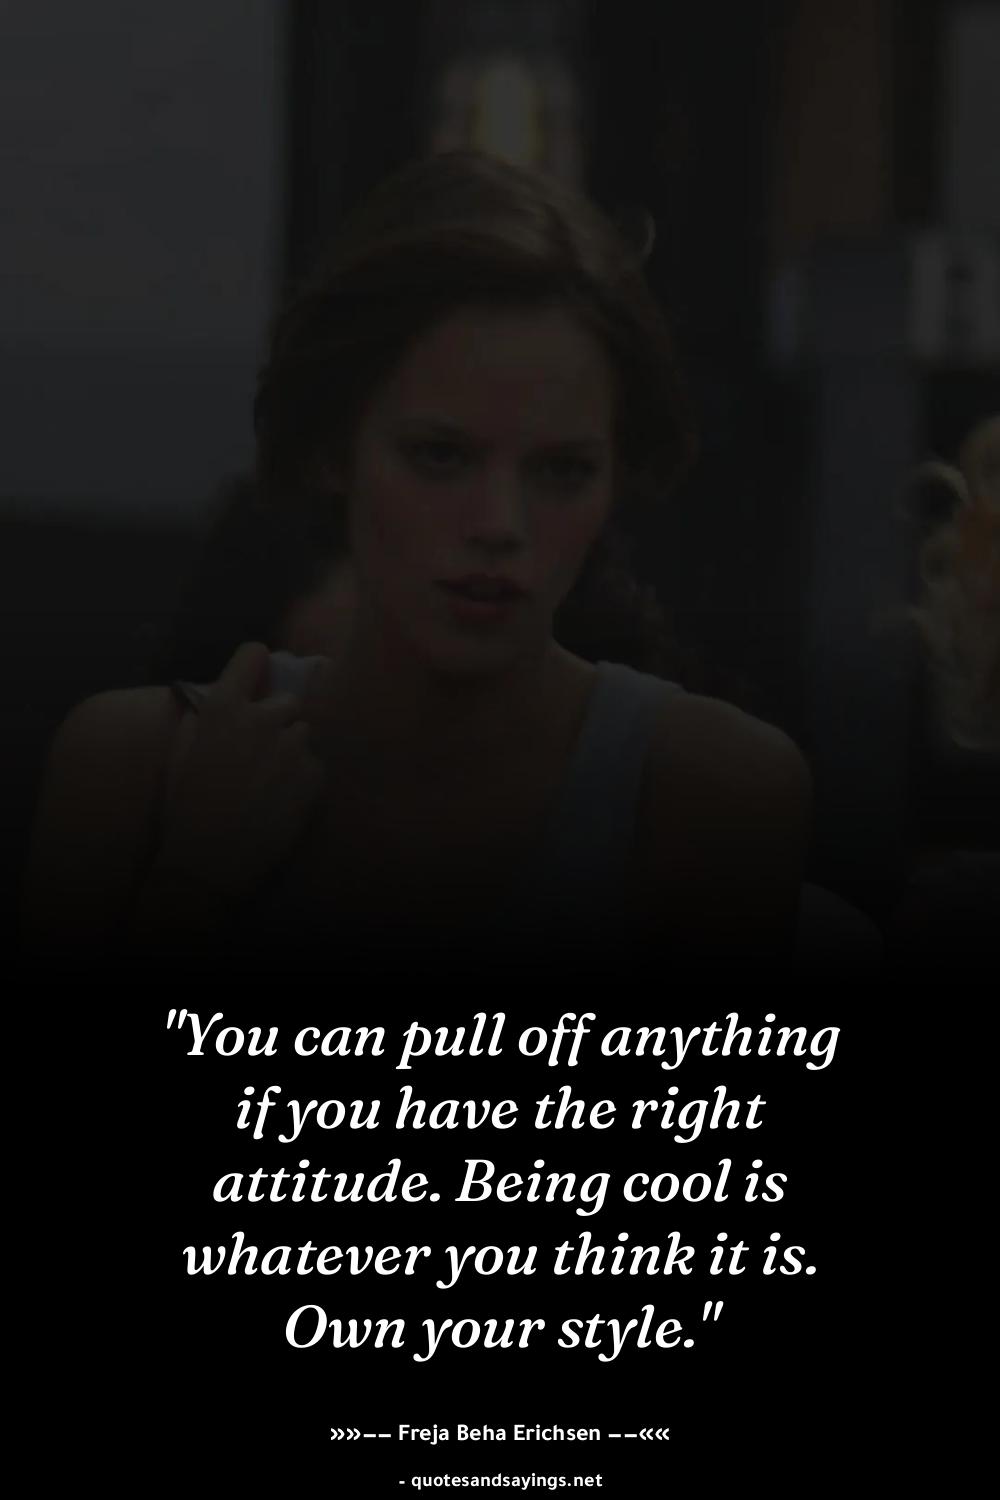 "You can pull off anything
if you have the right
attitude. Being cool is
whatever you think it is.
Own your style."
»»–– Freja Beha Erichsen ––««
- quotesandsayings.net